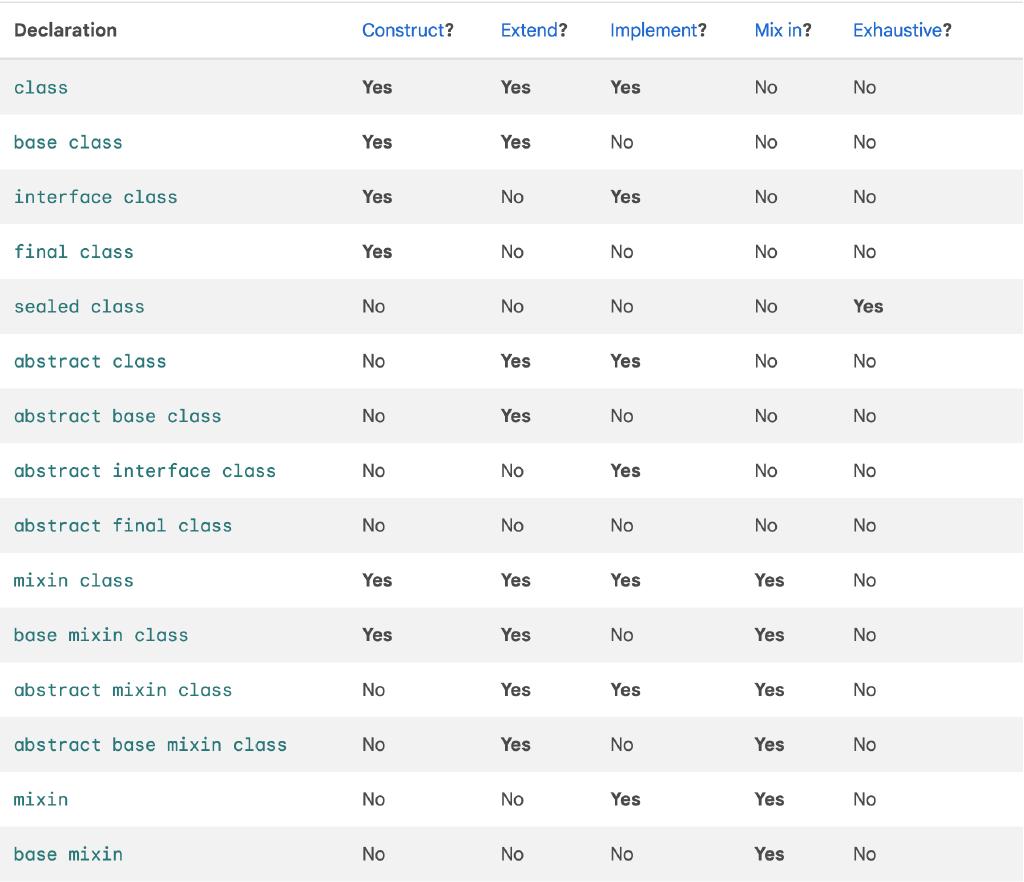 Declaration Construct? Extend? Implement? Mix in? Exhaustive?
class Yes Yes Yes No No
base class Yes Yes No No No
interface class Yes No Yes No No
final class Yes No No No No
sealed class No No No No Yes
abstract class No Yes Yes No No
abstract base class No Yes No No No
abstract interface class No No Yes No No
abstract final class No No No No No
mixin class Yes Yes Yes Yes No
base mixin class Yes Yes No Yes No
abstract mixin class No Yes Yes Yes No
abstract base mixin class No Yes No Yes No
mixin No No Yes Yes No
base mixin No No No Yes No